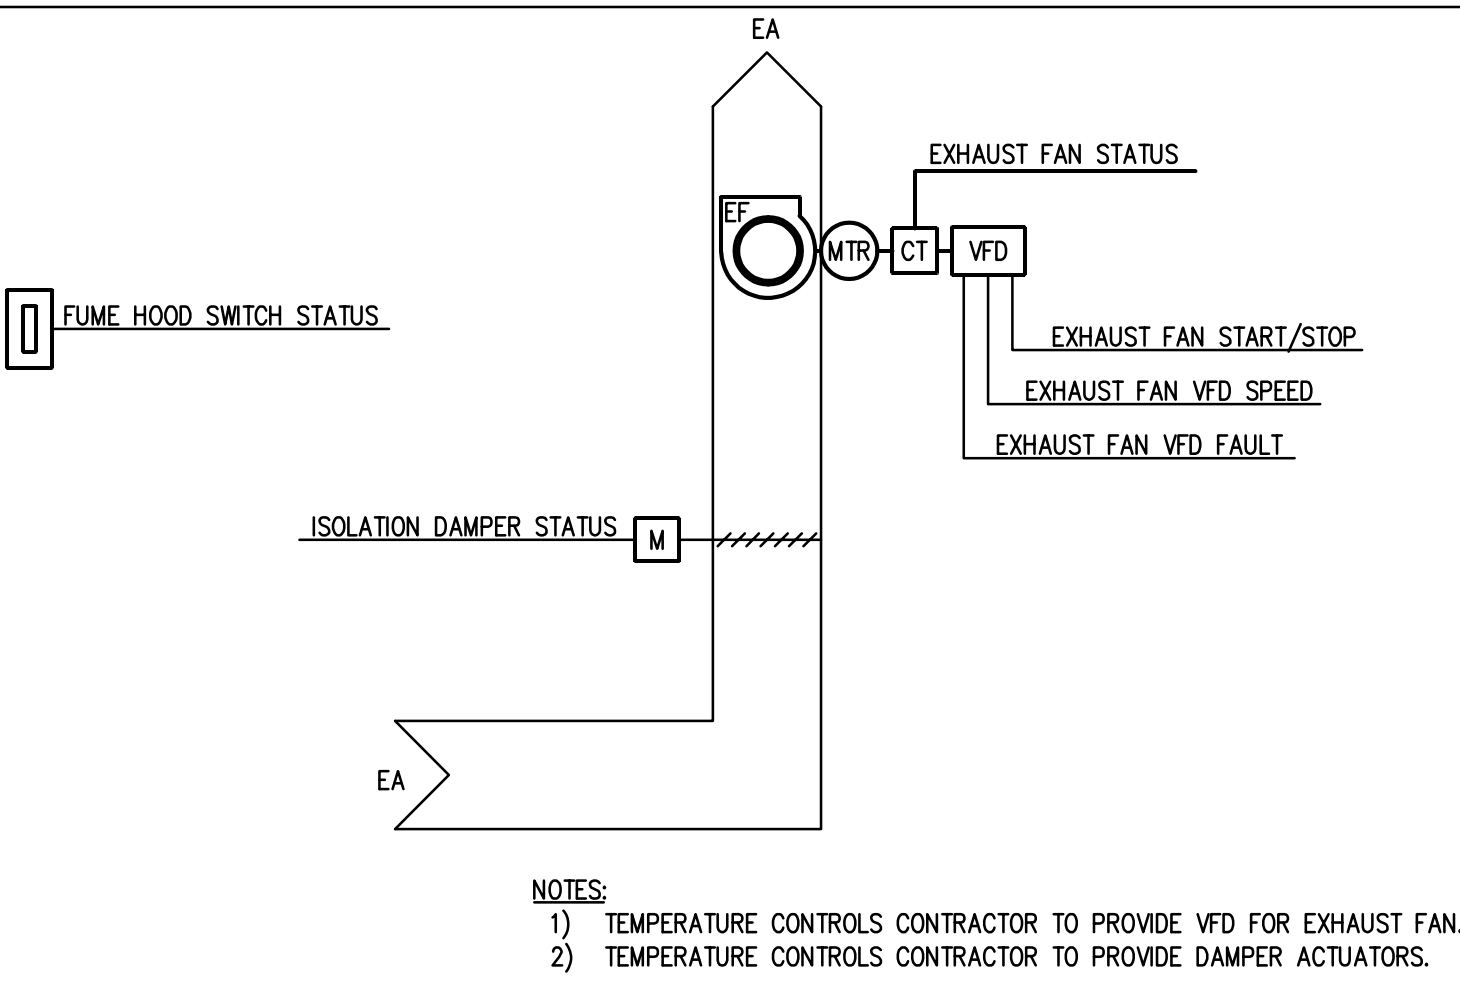 EA
EXHAUST FAN STATUS
EF
MTR
CT
VFD
FUME HOOD SWITCH STATUS
EXHAUST FAN START/STOP
EXHAUST FAN VFD SPEED
EXHAUST FAN VFD FAULT
ISOLATION DAMPER STATUS
M
EA
NOTES:
1) TEMPERATURE CONTROLS CONTRACTOR TO PROVIDE VFD FOR EXHAUST FAN.
2) TEMPERATURE CONTROLS CONTRACTOR TO PROVIDE DAMPER ACTUATORS.